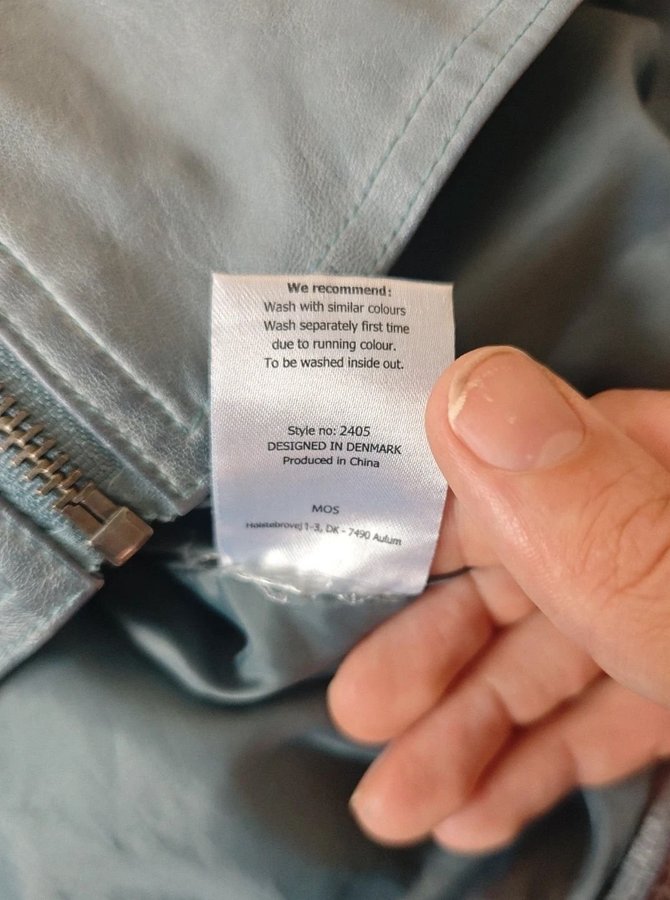 We recommend:
Wash with similar colours
Wash separately first time
due to running colour.
To be washed inside out.
Style no: 2405
DESIGNED IN DENMARK
Produced in China
MOS
Holstebrovej 1-3, DK - 7490 Aulum